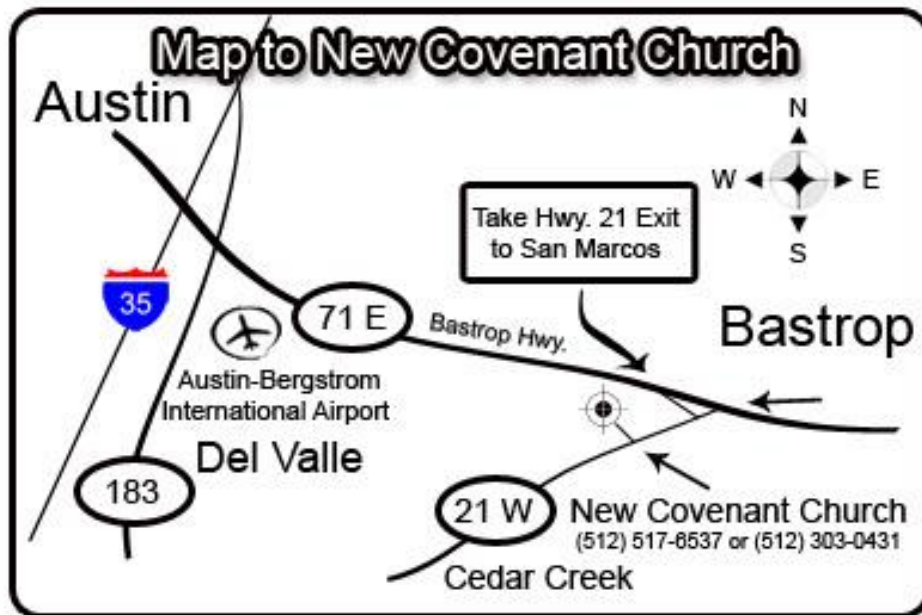 Map to New Covenant Church
Austin
N
W E
S
Take Hwy. 21 Exit
to San Marcos
35
71 E
Bastrop Hwy.
Bastrop
Austin-Bergstrom
International Airport
Del Valle
183
21 W
New Covenant Church
(512) 517-6537 or (512) 303-0431
Cedar Creek